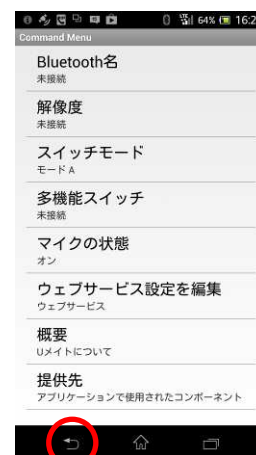 64% 16:2
Command Menu
Bluetooth名
未接続
解像度
未接続
スイッチモード
モード A
多機能スイッチ
未接続
マイクの状態
オン
ウェブサービス設定を編集
ウェブサービス
概要
Uメイトについて
提供先
アプリケーションで使用されたコンポーネント